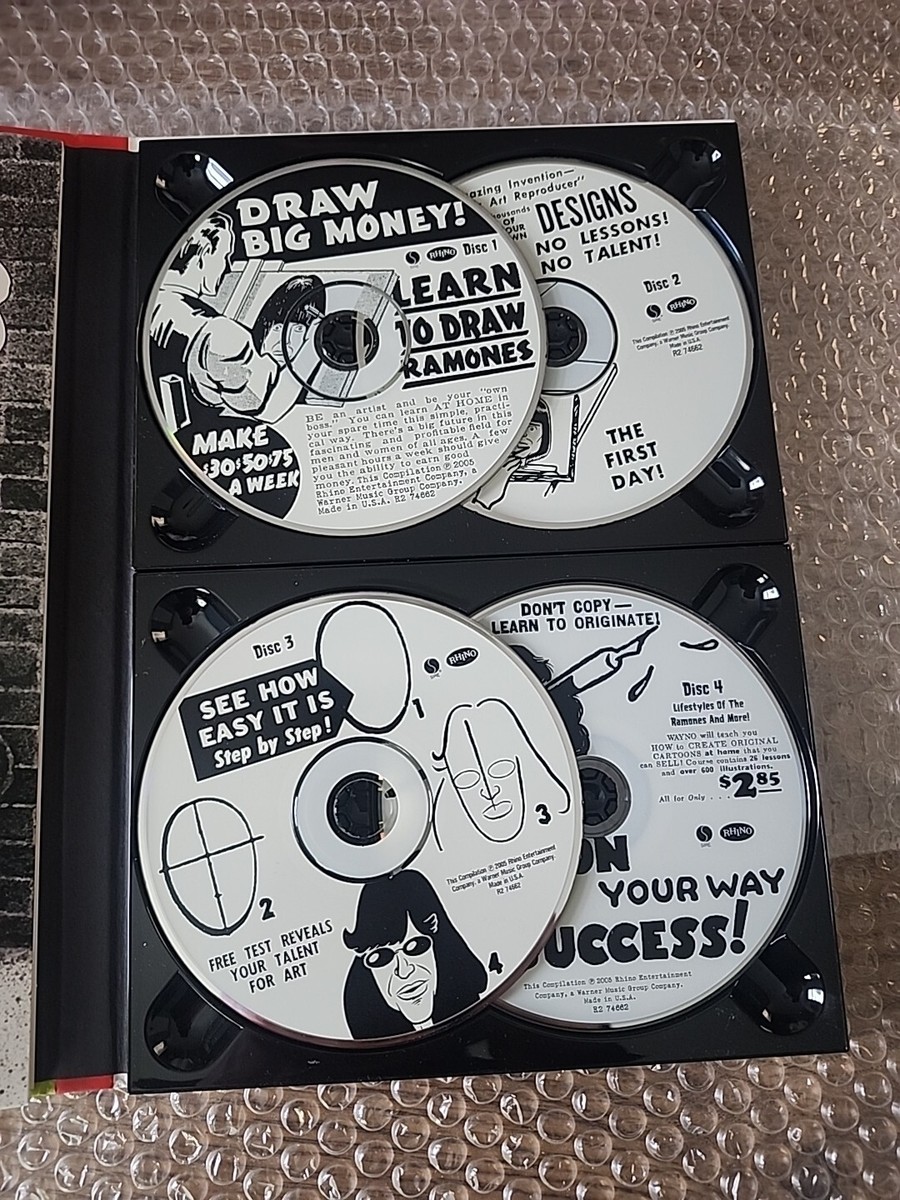 DRAW
BIG MONEY!
RHINO
Disc 1
LEARN
TO DRAW
RAMONES
BE an artist and be your "own
boss." You can learn AT HOME in
your spare time this simple, practi-
cal way. There's a big future in this
fascinating and profitable field for
men and women of all ages. A few
pleasant hours a week should give
you the ability to earn good
money. This Compilation ℗ 2005
Rhino Entertainment Company, a
Warner Music Group Company.
Made in U.S.A. R2 74662
MAKE
$30·$50·$75
A WEEK
Invention—
Art Reproducer"
OF
DESIGNS
NO LESSONS!
NO TALENT!
Disc 2
RHINO
This Compilation ℗ 2005 Rhino Entertainment
Company, a Warner Music Group Company.
Made in U.S.A.
R2 74662
THE
FIRST
DAY!
Disc 3
RHINO
SEE HOW
EASY IT IS
Step by Step!
1
2
3
4
This Compilation ℗ 2005 Rhino Entertainment
Company, a Warner Music Group Company.
Made in U.S.A.
R2 74662
FREE TEST REVEALS
YOUR TALENT
FOR ART
DON'T COPY—
LEARN TO ORIGINATE!
Disc 4
Lifestyles Of The
Ramones And More!
WAYNO will teach you
HOW to CREATE ORIGINAL
CARTOONS at home that you
can SELL! Course contains 26 lessons
and over 600 illustrations.
All for Only . . . $2.85
RHINO
ON
YOUR WAY
UCCESS!
This Compilation ℗ 2005 Rhino Entertainment
Company, a Warner Music Group Company.
Made in U.S.A.
R2 74662